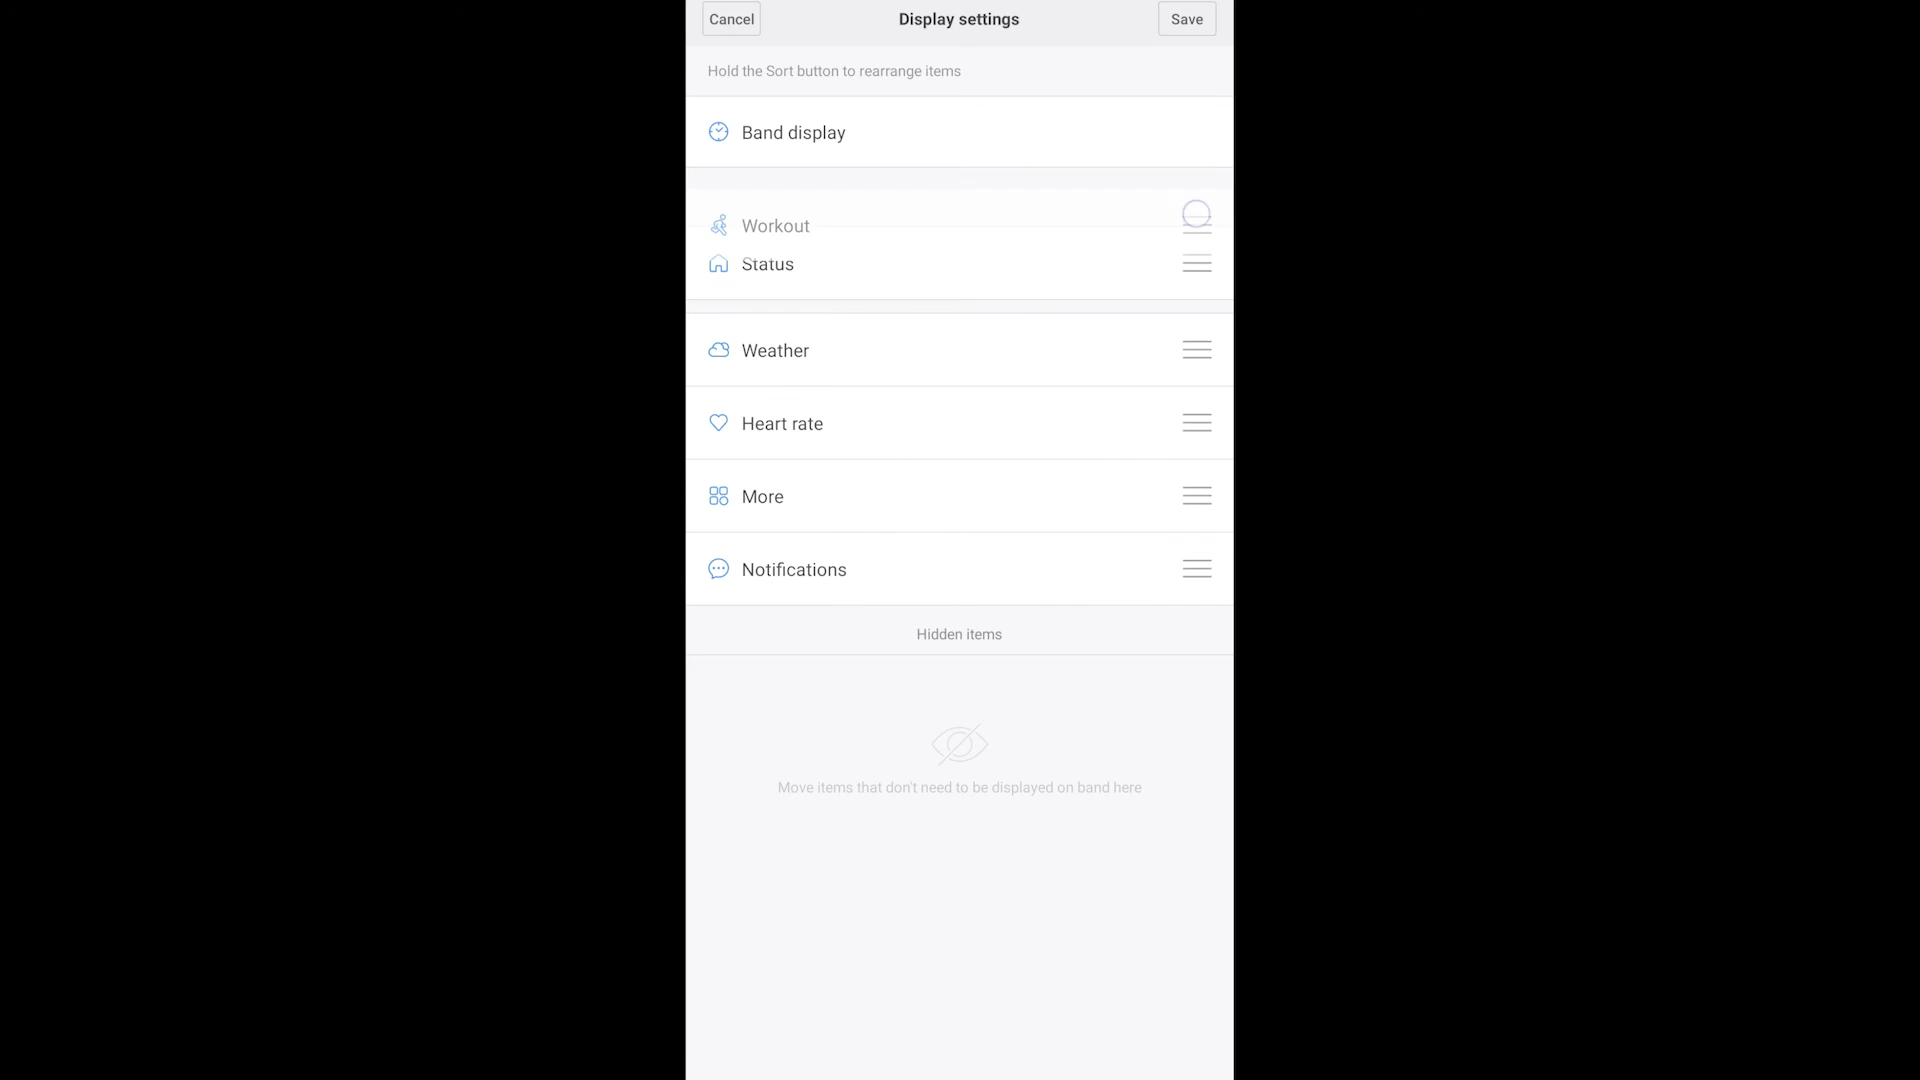 Cancel
Display settings
Save
Hold the Sort button to rearrange items
Band display
Workout
Status
Weather
Heart rate
More
Notifications
Hidden items
Move items that don't need to be displayed on band here